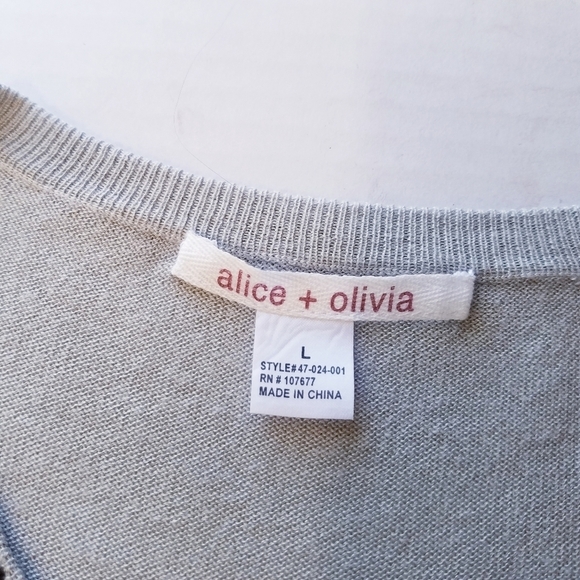 alice + olivia
L
STYLE# 47-024-001
RN # 107677
MADE IN CHINA